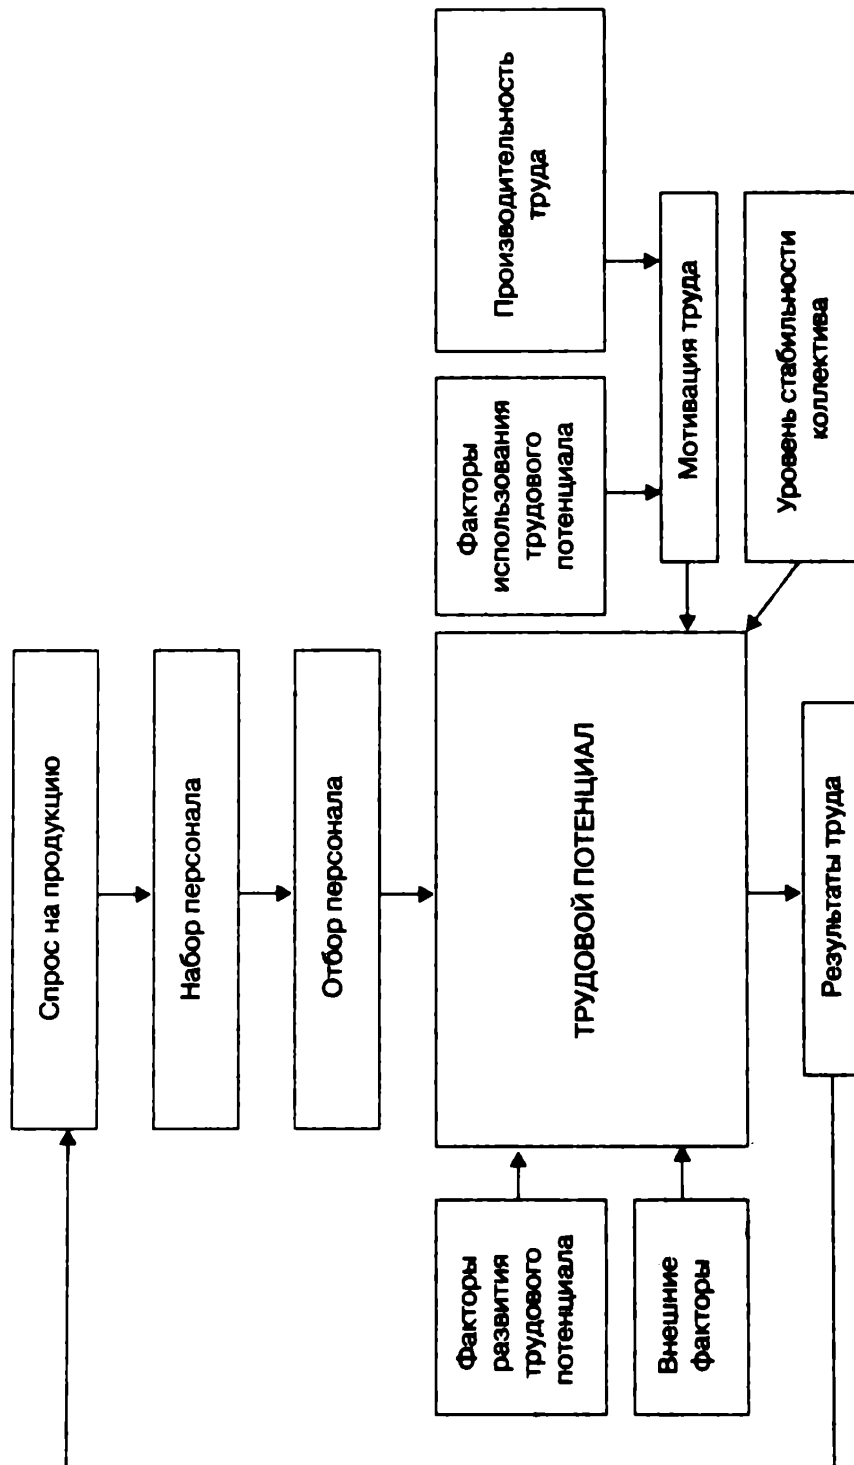 Спрос на продукцию
Набор персонала
Отбор персонала
Факторы
развития
трудового
потенциала
Внешние
факторы
ТРУДОВОЙ ПОТЕНЦИАЛ
Факторы
использования
трудового
потенциала
Производительность
труда
Мотивация труда
Уровень стабильности
коллектива
Результаты труда